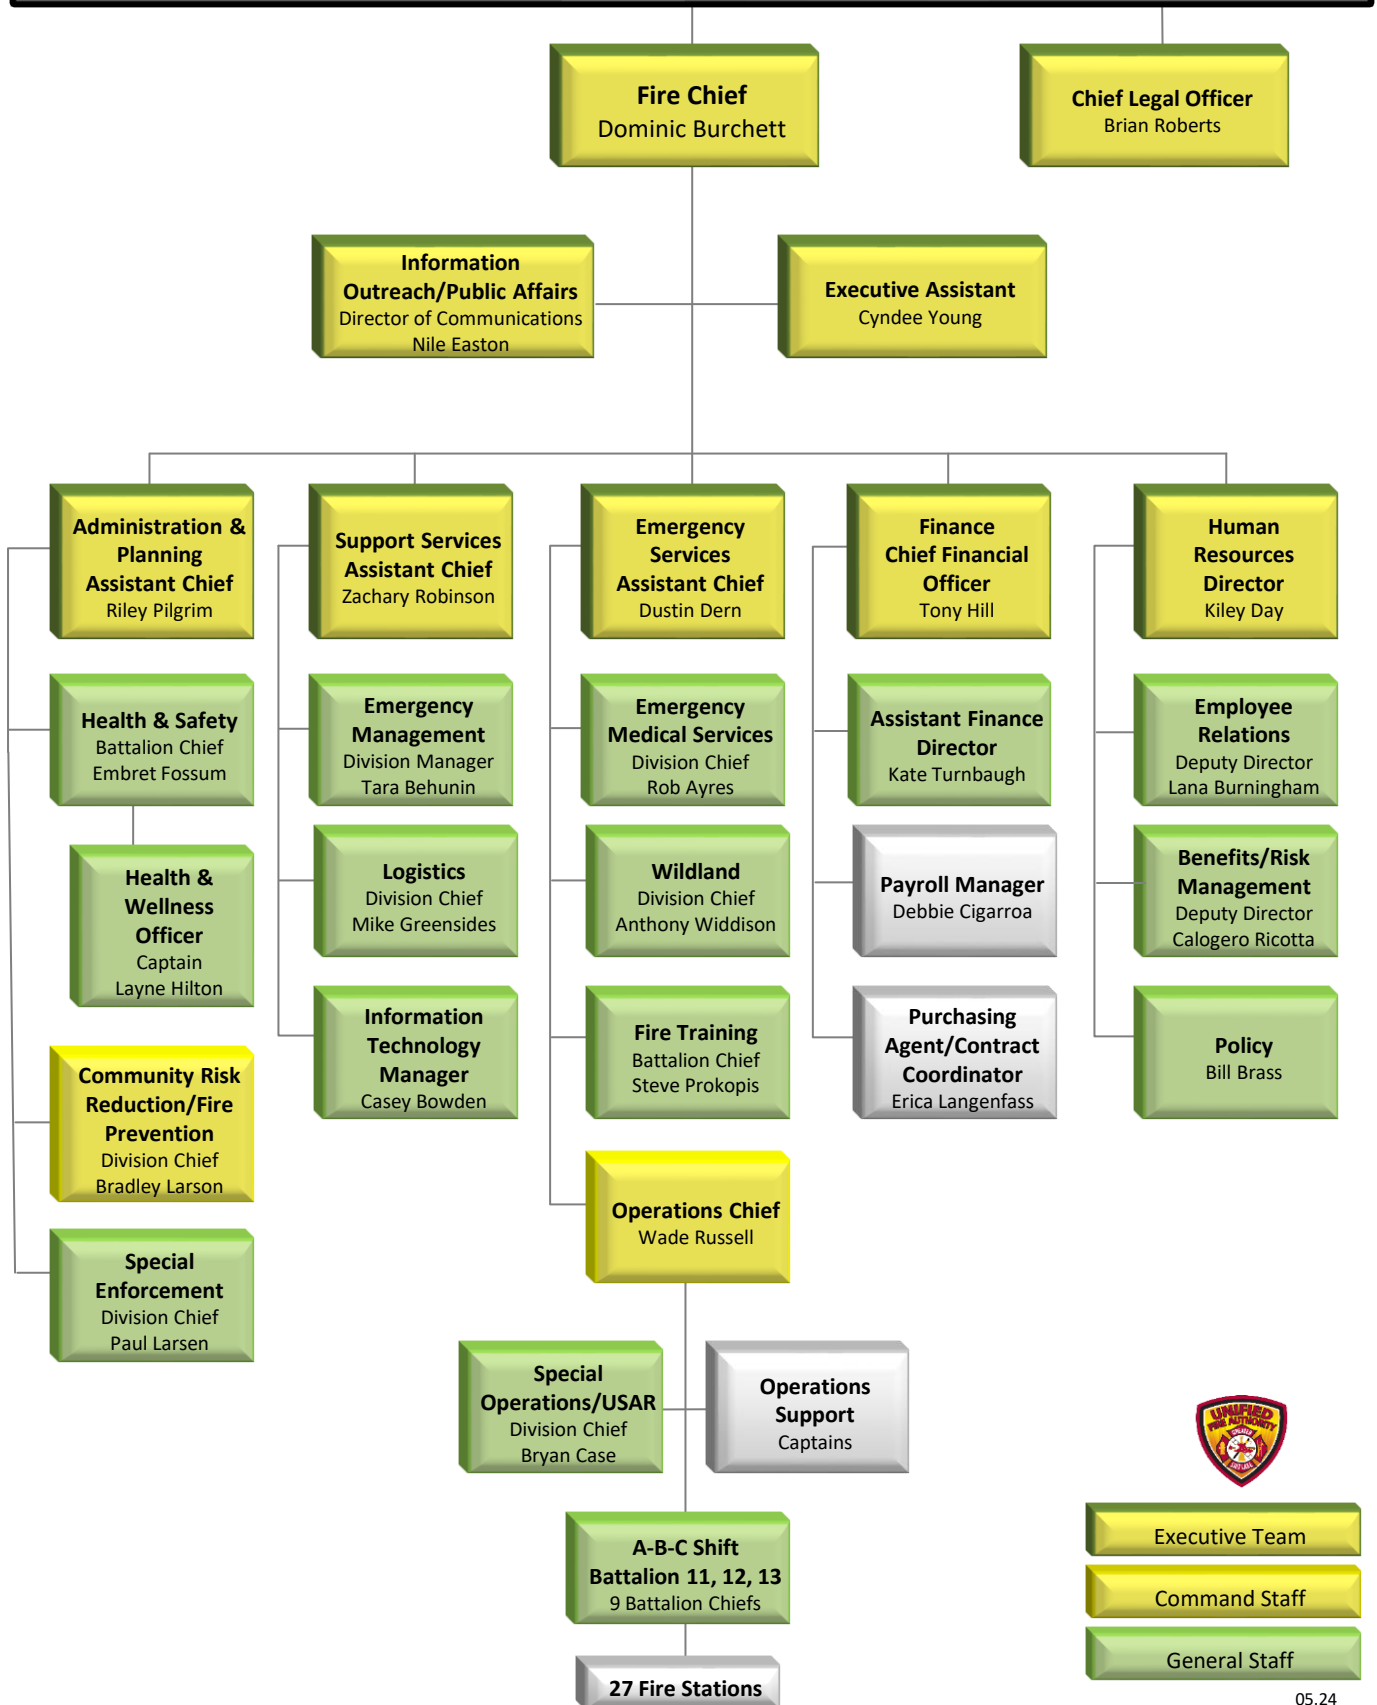 Fire Chief
Dominic Burchett
Chief Legal Officer
Brian Roberts
Information
Outreach/Public Affairs
Director of Communications
Nile Easton
Executive Assistant
Cyndee Young
Administration &
Planning
Assistant Chief
Riley Pilgrim
Support Services
Assistant Chief
Zachary Robinson
Emergency
Services
Assistant Chief
Dustin Dern
Finance
Chief Financial
Officer
Tony Hill
Human
Resources
Director
Kiley Day
Health & Safety
Battalion Chief
Embret Fossum
Emergency
Management
Division Manager
Tara Behunin
Emergency
Medical Services
Division Chief
Rob Ayres
Assistant Finance
Director
Kate Turnbaugh
Employee
Relations
Deputy Director
Lana Burningham
Health &
Wellness
Officer
Captain
Layne Hilton
Logistics
Division Chief
Mike Greensides
Wildland
Division Chief
Anthony Widdison
Payroll Manager
Debbie Cigarroa
Benefits/Risk
Management
Deputy Director
Calogero Ricotta
Information
Technology
Manager
Casey Bowden
Fire Training
Battalion Chief
Steve Prokopis
Purchasing
Agent/Contract
Coordinator
Erica Langenfass
Policy
Bill Brass
Community Risk
Reduction/Fire
Prevention
Division Chief
Bradley Larson
Operations Chief
Wade Russell
Special
Enforcement
Division Chief
Paul Larsen
Special
Operations/USAR
Division Chief
Bryan Case
Operations
Support
Captains
A-B-C Shift
Battalion 11, 12, 13
9 Battalion Chiefs
27 Fire Stations
UNIFIED
FIRE AUTHORITY
GREATER
SALT LAKE
Executive Team
Command Staff
General Staff
05.24